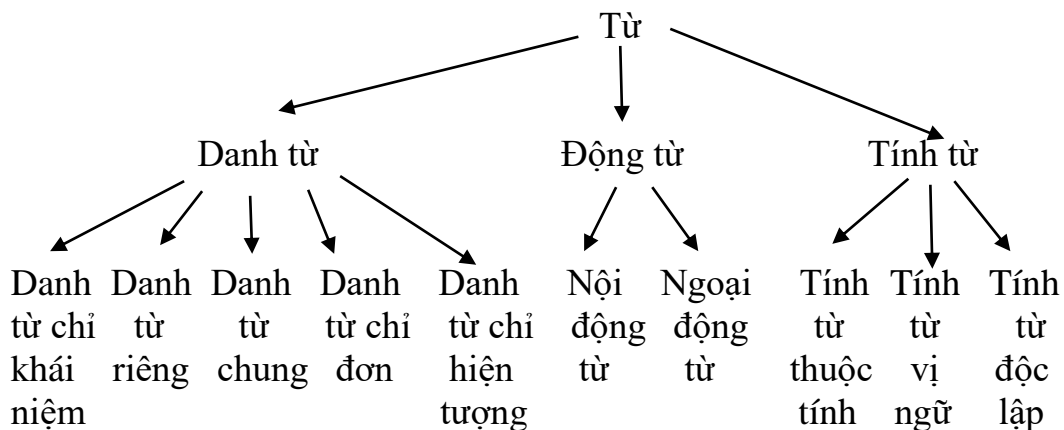 Từ
Danh từ Động từ Tính từ
Danh Danh Danh Danh Danh Nội Ngoại Tính Tính Tính
từ chỉ từ từ từ chỉ từ chỉ động động từ từ từ
khái riêng chung đơn hiện từ từ thuộc vị độc
niệm tượng tính ngữ lập